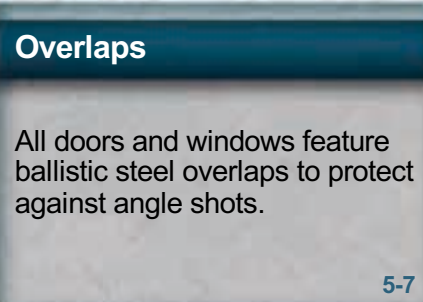 Overlaps
All doors and windows feature
ballistic steel overlaps to protect
against angle shots.
5-7